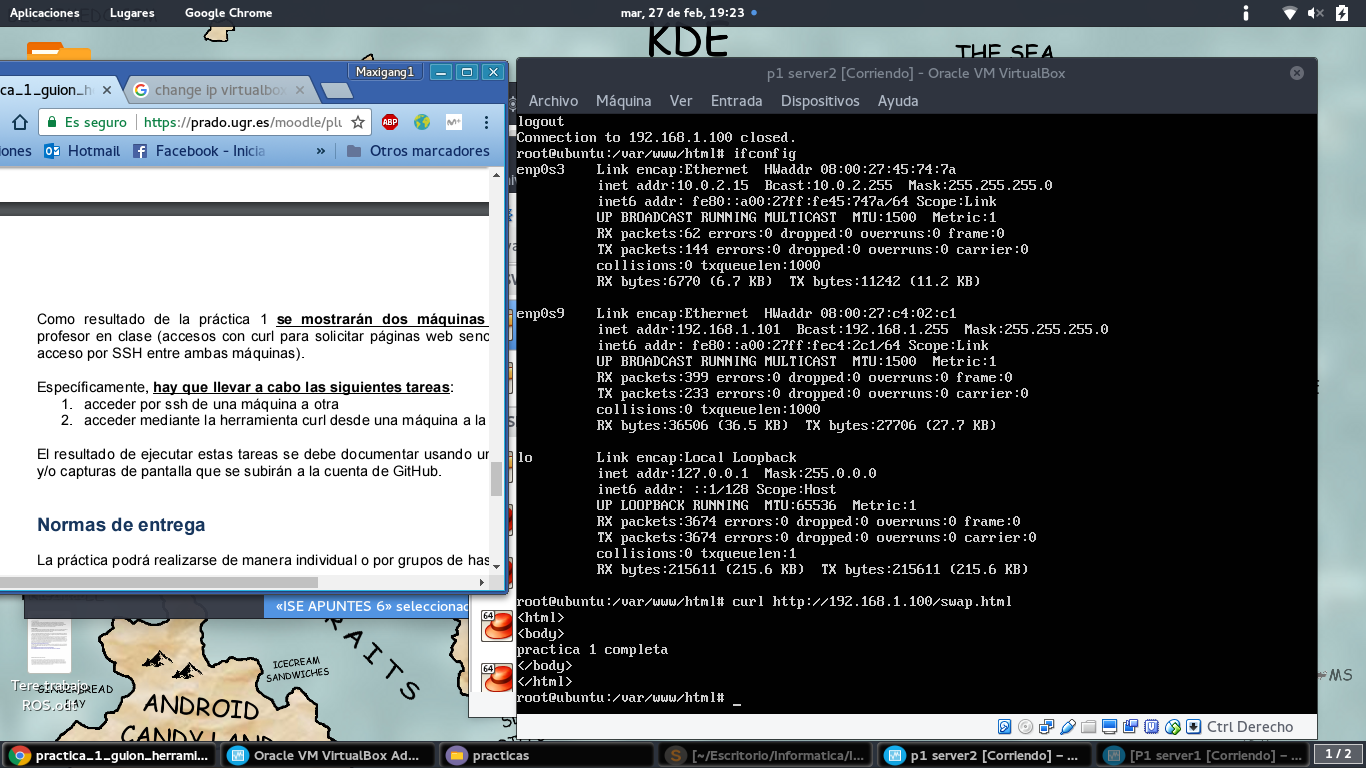 Aplicaciones Lugares Google Chrome mar, 27 de feb, 19:23
KDE
THE SEA
Maxigang1
ica_1_guion_he
change ip virtualbox
Es seguro https://prado.ugr.es/moodle/plu
ABP
iones Hotmail Facebook - Inicia » Otros marcadores
Como resultado de la práctica 1 se mostrarán dos máquinas
profesor en clase (accesos con curl para solicitar páginas web senc
acceso por SSH entre ambas máquinas).
Específicamente, hay que llevar a cabo las siguientes tareas:
1. acceder por ssh de una máquina a otra
2. acceder mediante la herramienta curl desde una máquina a la
El resultado de ejecutar estas tareas se debe documentar usando un
y/o capturas de pantalla que se subirán a la cuenta de GitHub.
Normas de entrega
La práctica podrá realizarse de manera individual o por grupos de has
«ISE APUNTES 6» seleccionad
64
64
RAITS
ICECREAM
SANDWICHES
Tere trabajo
ROS.odt
ANDROID
CANDY LAND
p1 server2 [Corriendo] - Oracle VM VirtualBox
Archivo Máquina Ver Entrada Dispositivos Ayuda
logout
Connection to 192.168.1.100 closed.
root@ubuntu:/var/www/html# ifconfig
enp0s3 Link encap:Ethernet HWaddr 08:00:27:45:74:7a
inet addr:10.0.2.15 Bcast:10.0.2.255 Mask:255.255.255.0
inet6 addr: fe80::a00:27ff:fe45:747a/64 Scope:Link
UP BROADCAST RUNNING MULTICAST MTU:1500 Metric:1
RX packets:62 errors:0 dropped:0 overruns:0 frame:0
TX packets:144 errors:0 dropped:0 overruns:0 carrier:0
collisions:0 txqueuelen:1000
RX bytes:6770 (6.7 KB) TX bytes:11242 (11.2 KB)
enp0s9 Link encap:Ethernet HWaddr 08:00:27:c4:02:c1
inet addr:192.168.1.101 Bcast:192.168.1.255 Mask:255.255.255.0
inet6 addr: fe80::a00:27ff:fec4:2c1/64 Scope:Link
UP BROADCAST RUNNING MULTICAST MTU:1500 Metric:1
RX packets:399 errors:0 dropped:0 overruns:0 frame:0
TX packets:233 errors:0 dropped:0 overruns:0 carrier:0
collisions:0 txqueuelen:1000
RX bytes:36506 (36.5 KB) TX bytes:27706 (27.7 KB)
lo Link encap:Local Loopback
inet addr:127.0.0.1 Mask:255.0.0.0
inet6 addr: ::1/128 Scope:Host
UP LOOPBACK RUNNING MTU:65536 Metric:1
RX packets:3674 errors:0 dropped:0 overruns:0 frame:0
TX packets:3674 errors:0 dropped:0 overruns:0 carrier:0
collisions:0 txqueuelen:1
RX bytes:215611 (215.6 KB) TX bytes:215611 (215.6 KB)
root@ubuntu:/var/www/html# curl http://192.168.1.100/swap.html
<html>
<body>
practica 1 completa
</body>
</html>
root@ubuntu:/var/www/html# _
Ctrl Derecho
practica_1_guion_herrami... Oracle VM VirtualBox Ad... practicas [~/Escritorio/Informatica/I... p1 server2 [Corriendo] – ... [P1 server1 [Corriendo] – ... 1 / 2